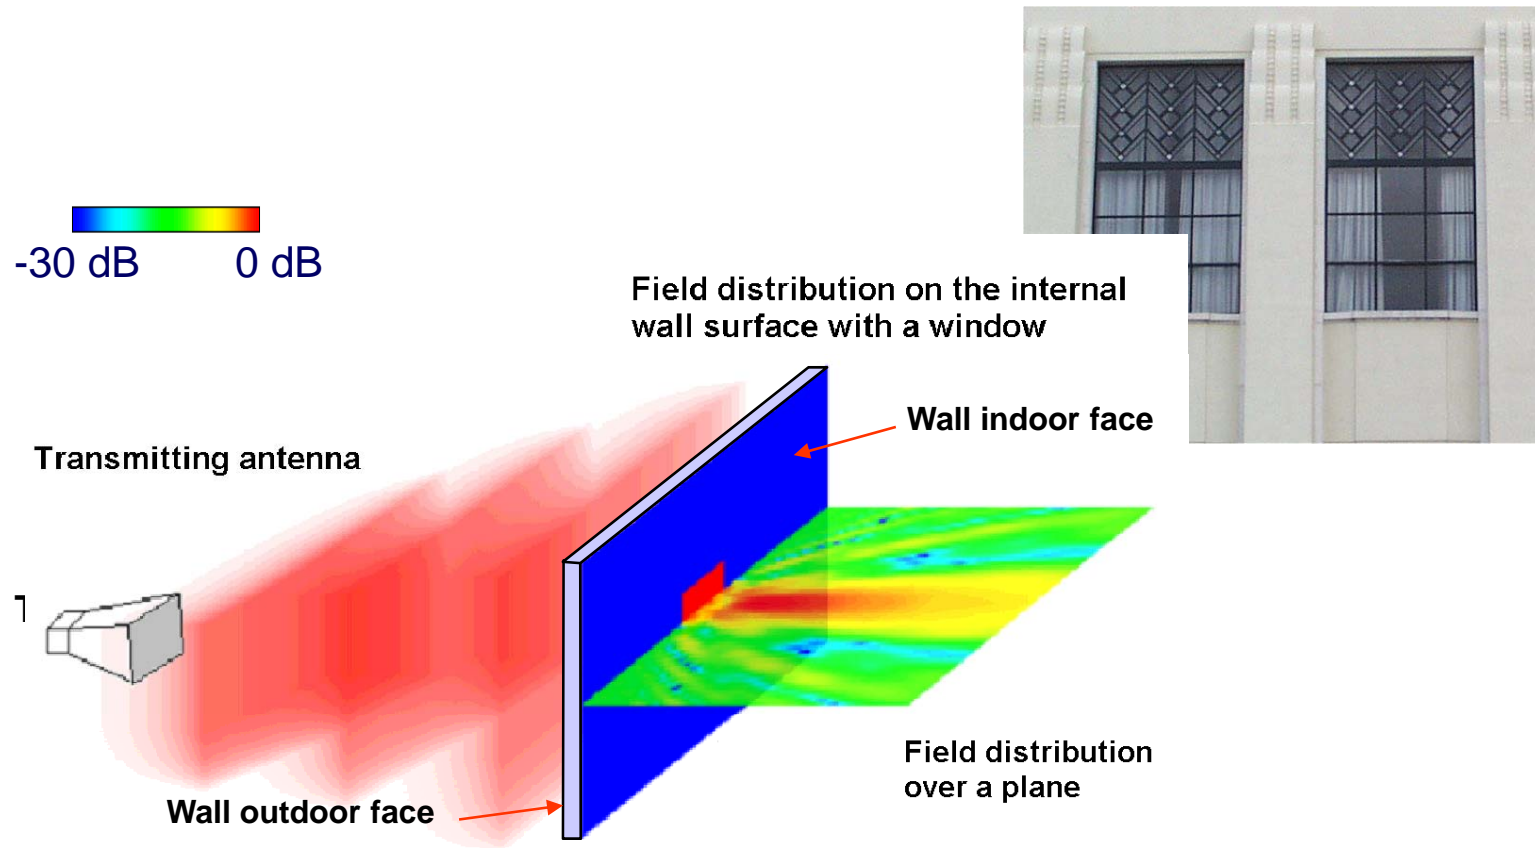 -30 dB 0 dB
Field distribution on the internal
wall surface with a window
Wall indoor face
Transmitting antenna
Field distribution
over a plane
Wall outdoor face